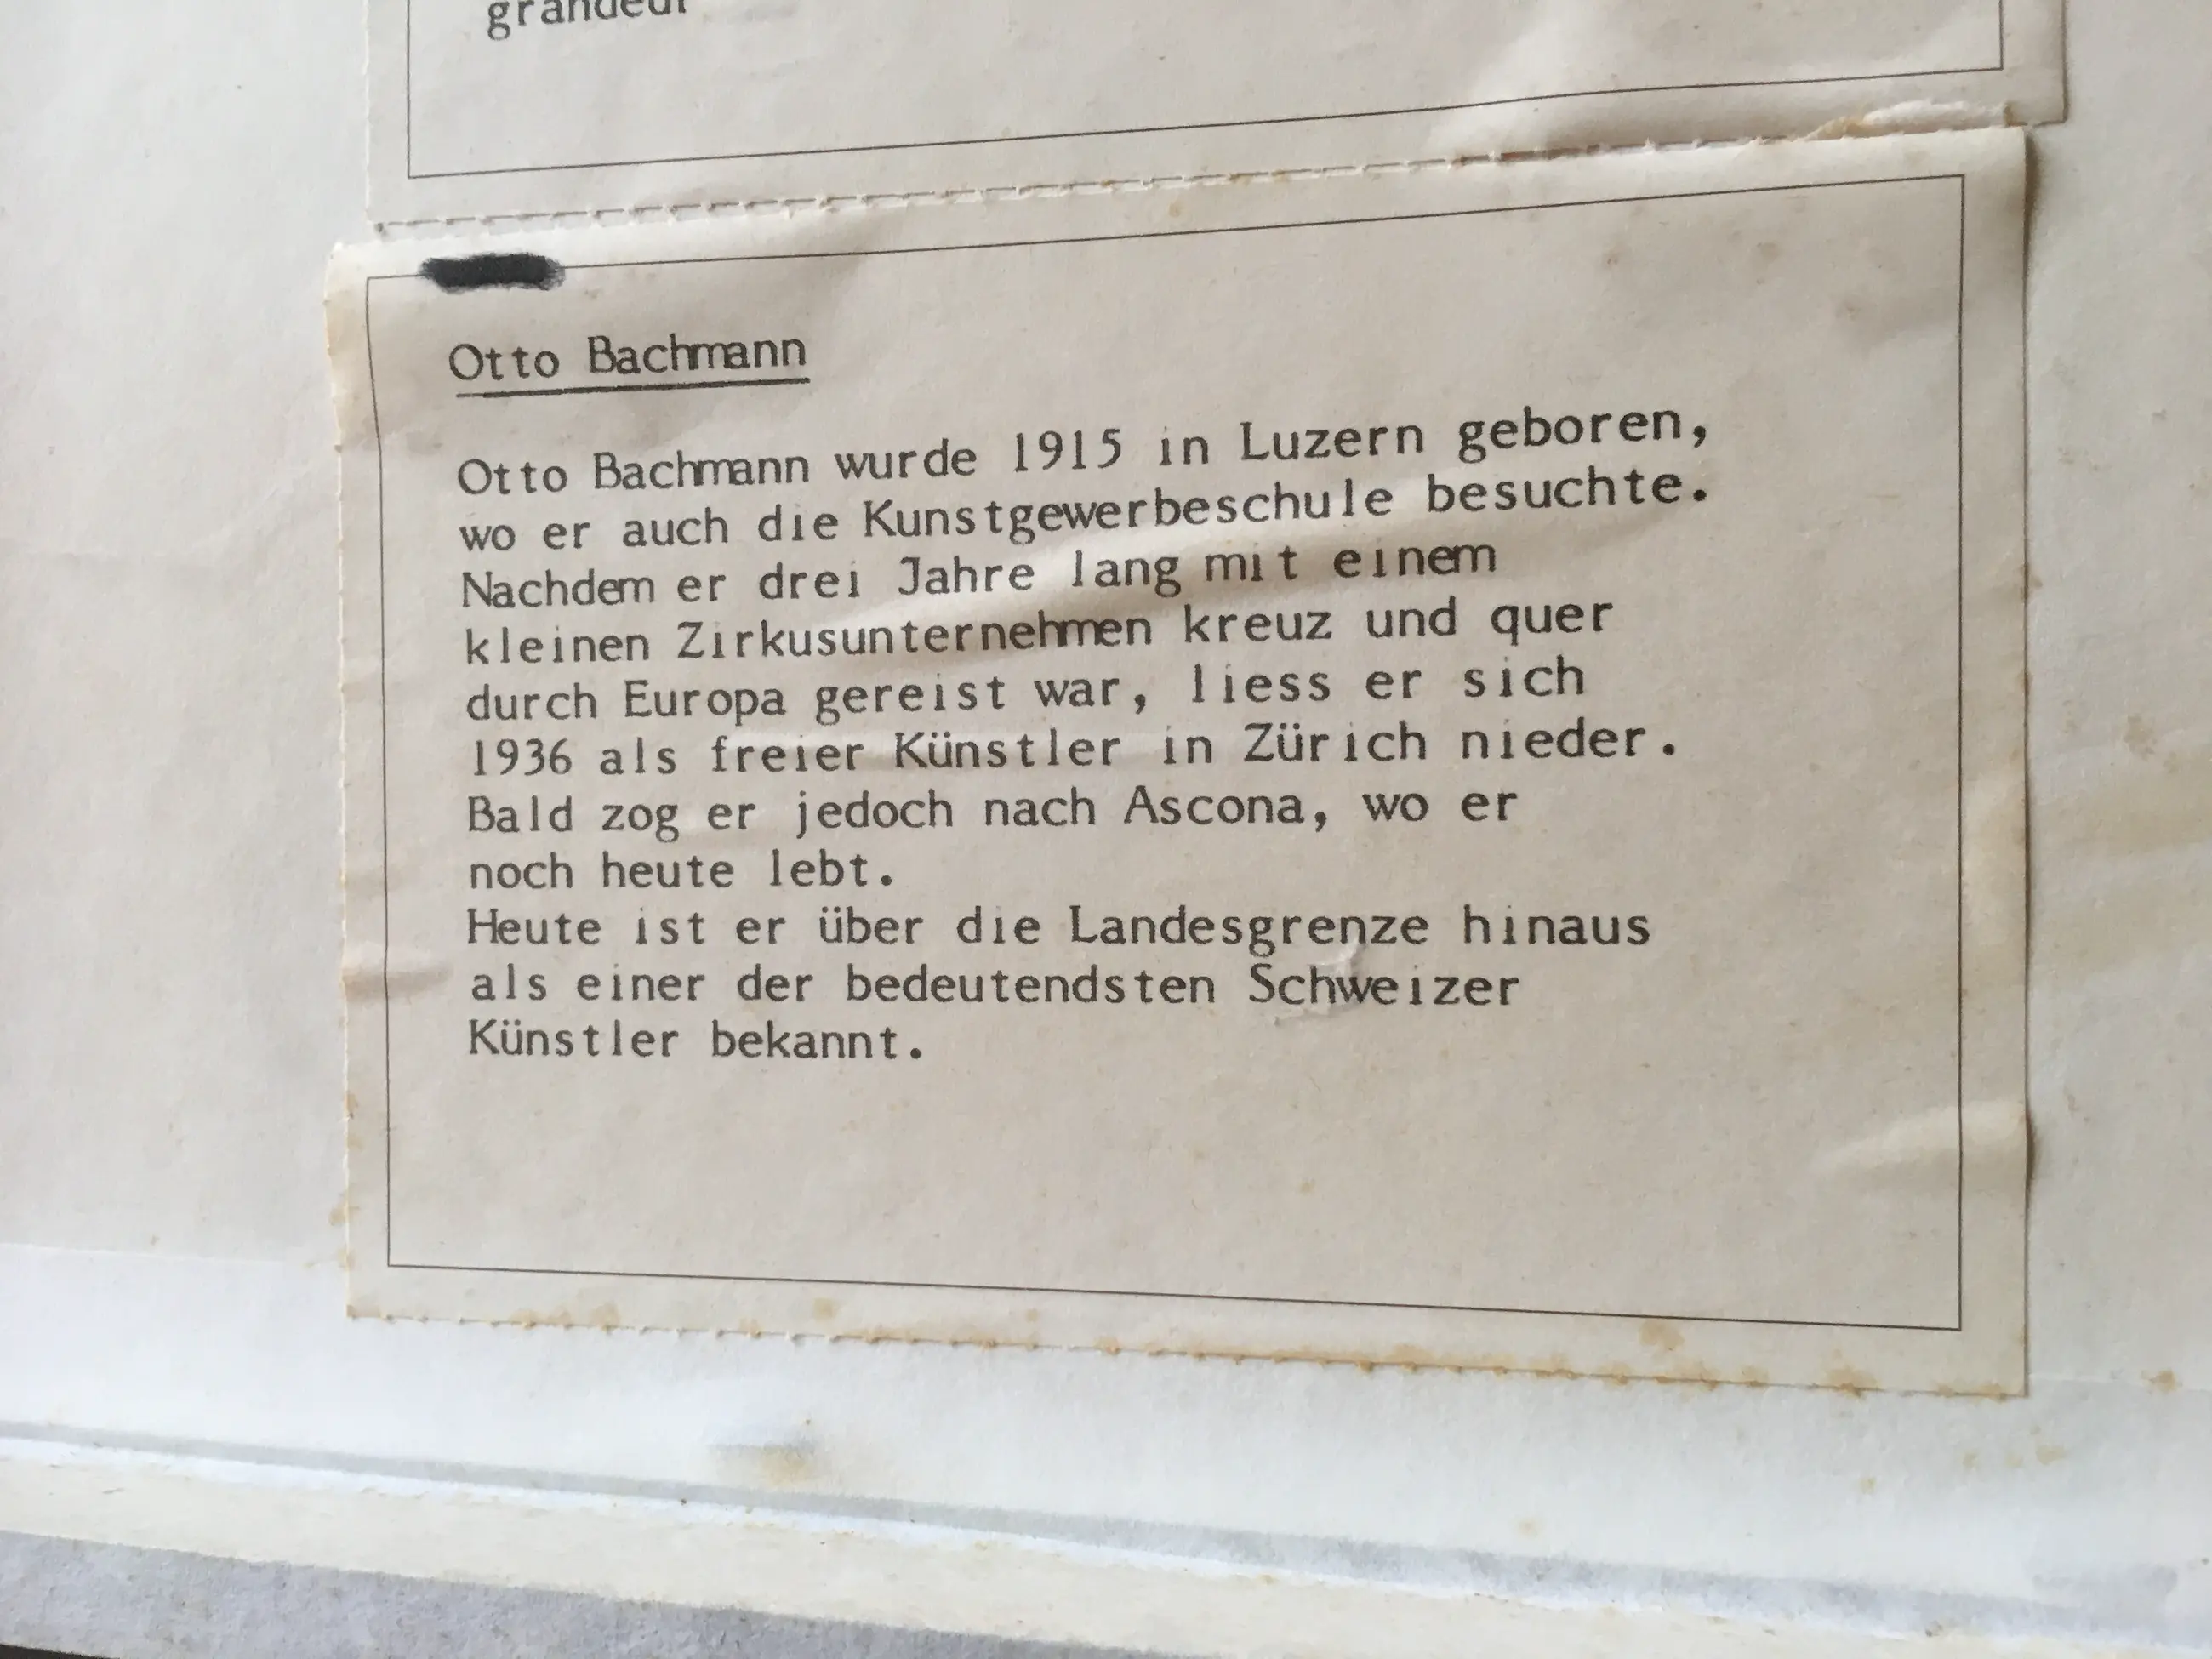 grandeur
Otto Bachmann
Otto Bachmann wurde 1915 in Luzern geboren,
wo er auch die Kunstgewerbeschule besuchte.
Nachdem er drei Jahre lang mit einem
kleinen Zirkusunternehmen kreuz und quer
durch Europa gereist war, liess er sich
1936 als freier Künstler in Zürich nieder.
Bald zog er jedoch nach Ascona, wo er
noch heute lebt.
Heute ist er über die Landesgrenze hinaus
als einer der bedeutendsten Schweizer
Künstler bekannt.